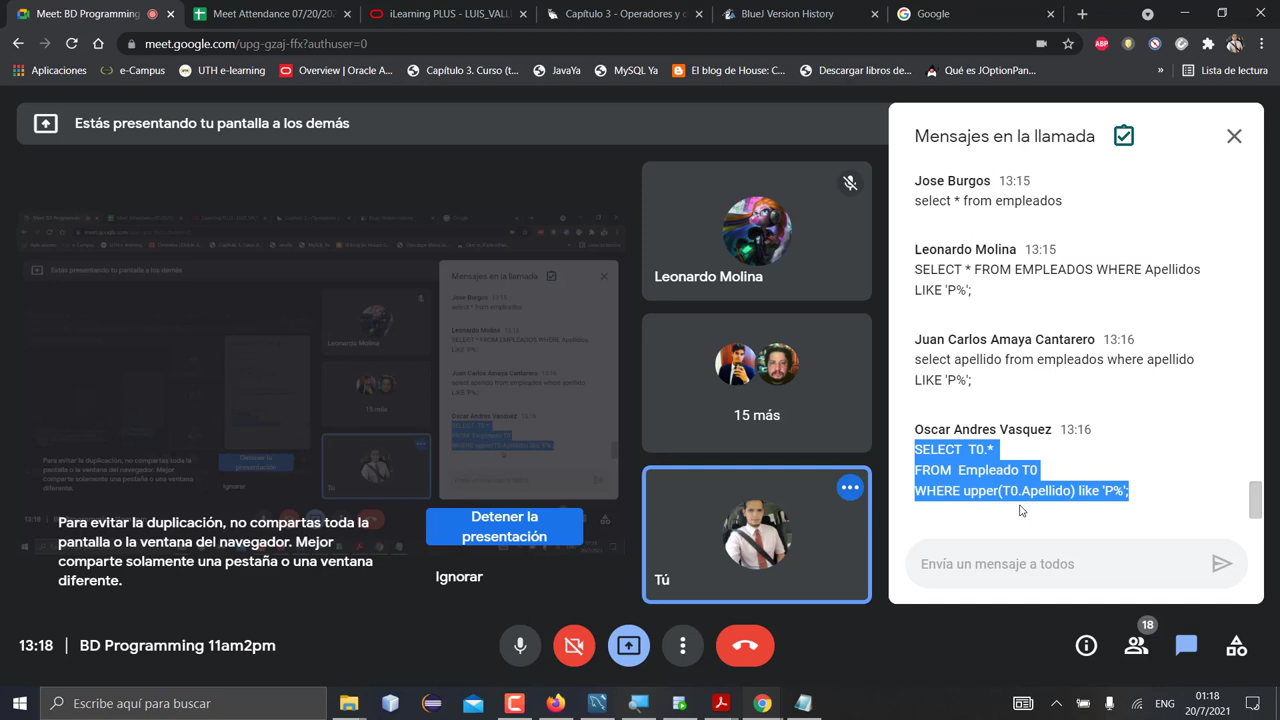 Meet: BD Programming
Meet Attendance 07/20/202
iLearning PLUS - LUIS_VALL
Capítulo 3 - Operadores y c
BlueJ Version History
Google
meet.google.com/upg-gzaj-ffx?authuser=0
Aplicaciones
e-Campus
UTH e-learning
Overview | Oracle A...
Capítulo 3. Curso (t...
JavaYa
MySQL Ya
El blog de House: C...
Descargar libros de...
Qué es JOptionPan...
»
Lista de lectura
Estás presentando tu pantalla a los demás
Mensajes en la llamada
Jose Burgos 13:15
select * from empleados
Leonardo Molina 13:15
SELECT * FROM EMPLEADOS WHERE Apellidos
LIKE 'P%';
Juan Carlos Amaya Cantarero 13:16
select apellido from empleados where apellido
LIKE 'P%';
Oscar Andres Vasquez 13:16
SELECT T0.*
FROM Empleado T0
WHERE upper(T0.Apellido) like 'P%';
Envía un mensaje a todos
Leonardo Molina
15 más
Tú
Para evitar la duplicación, no compartas toda la
pantalla o la ventana del navegador. Mejor
comparte solamente una pestaña o una ventana
diferente.
Detener la
presentación
Ignorar
13:18 | BD Programming 11am2pm
18
Escribe aquí para buscar
ENG
01:18
20/7/2021